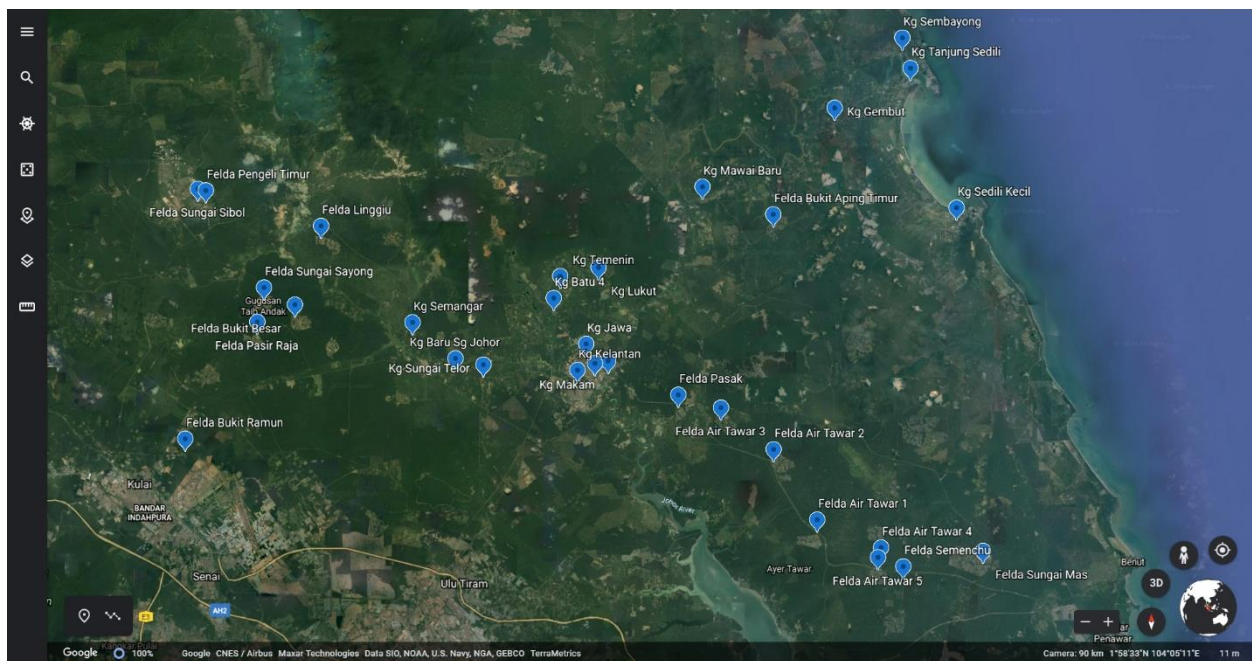 Kg Sembayong
Kg Tanjung Sedili
Kg Gembut
Kg Mawai Baru
Felda Pengeli Timur
Felda Sungai Sibol
Felda Linggiu
Felda Bukit Aping Timur
Kg Sedili Kecil
Kg Temenin
Felda Sungai Sayong
Kg Batu 4
Kg Lukut
Gugusan
Taib Andak
Kg Semangar
Felda Bukit Besar
Kg Jawa
Felda Pasir Raja
Kg Baru Sg Johor
Kg Kelantan
Kg Sungai Telor
Kg Makam
Felda Pasak
Felda Bukit Ramun
Felda Air Tawar 3
Felda Air Tawar 2
Kulai
BANDAR
INDAHPURA
Johor River
Felda Air Tawar 1
Felda Air Tawar 4
Felda Semenchu
Ayer Tawar
Felda Air Tawar 5
Felda Sungai Mas
Benut
Senai
Ulu Tiram
3D
AH2
E3
Penawar
Google
100%
Google CNES / Airbus Maxar Technologies Data SIO, NOAA, U.S. Navy, NGA, GEBCO TerraMetrics
Camera: 90 km 1°58'33"N 104°05'11"E 11 m